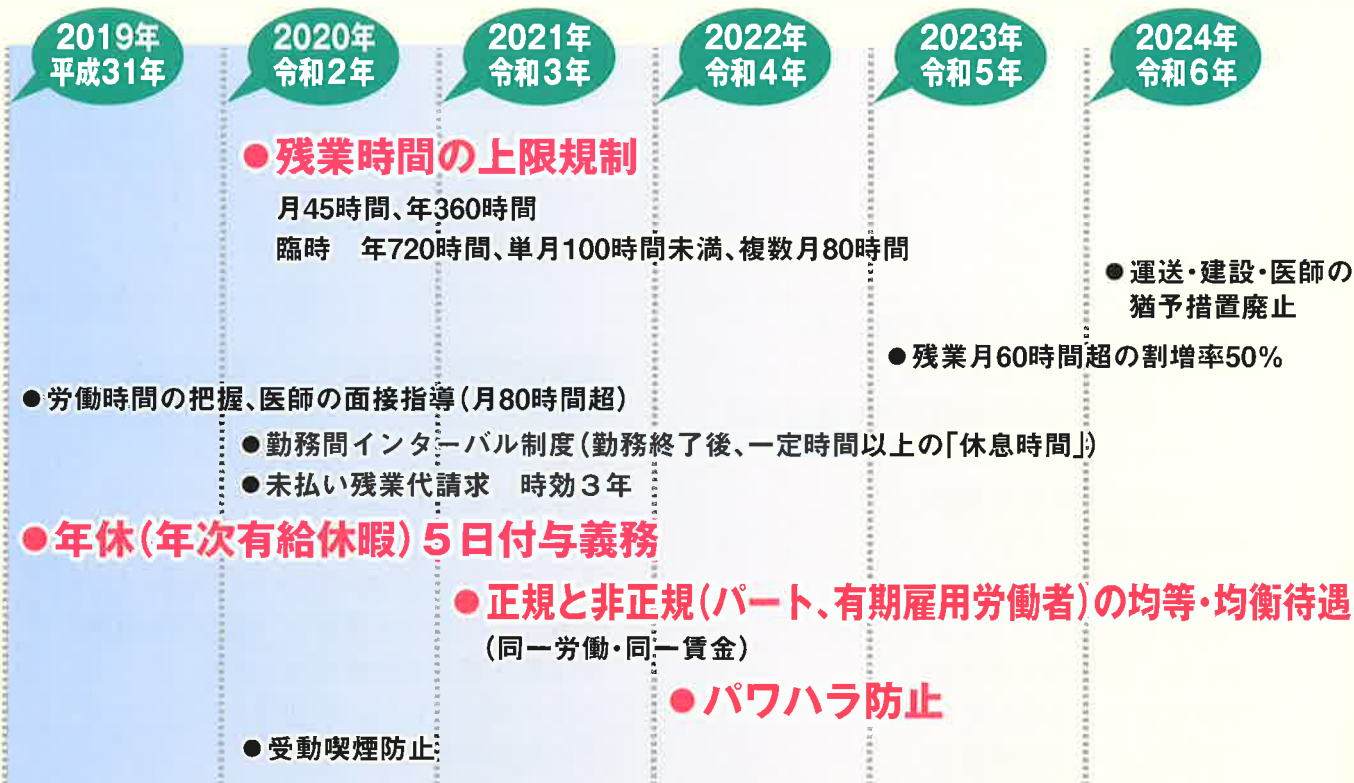 2019年
平成31年
2020年
令和2年
2021年
令和3年
2022年
令和4年
2023年
令和5年
2024年
令和6年
●残業時間の上限規制
月45時間、年360時間
臨時　年720時間、単月100時間未満、複数月80時間
●運送・建設・医師の
猶予措置廃止
●残業月60時間超の割増率50%
●労働時間の把握、医師の面接指導(月80時間超)
●勤務間インターバル制度(勤務終了後、一定時間以上の「休息時間」)
●未払い残業代請求　時効3年
●年休(年次有給休暇)5日付与義務
●正規と非正規(パート、有期雇用労働者)の均等・均衡待遇
(同一労働・同一賃金)
●パワハラ防止
●受動喫煙防止